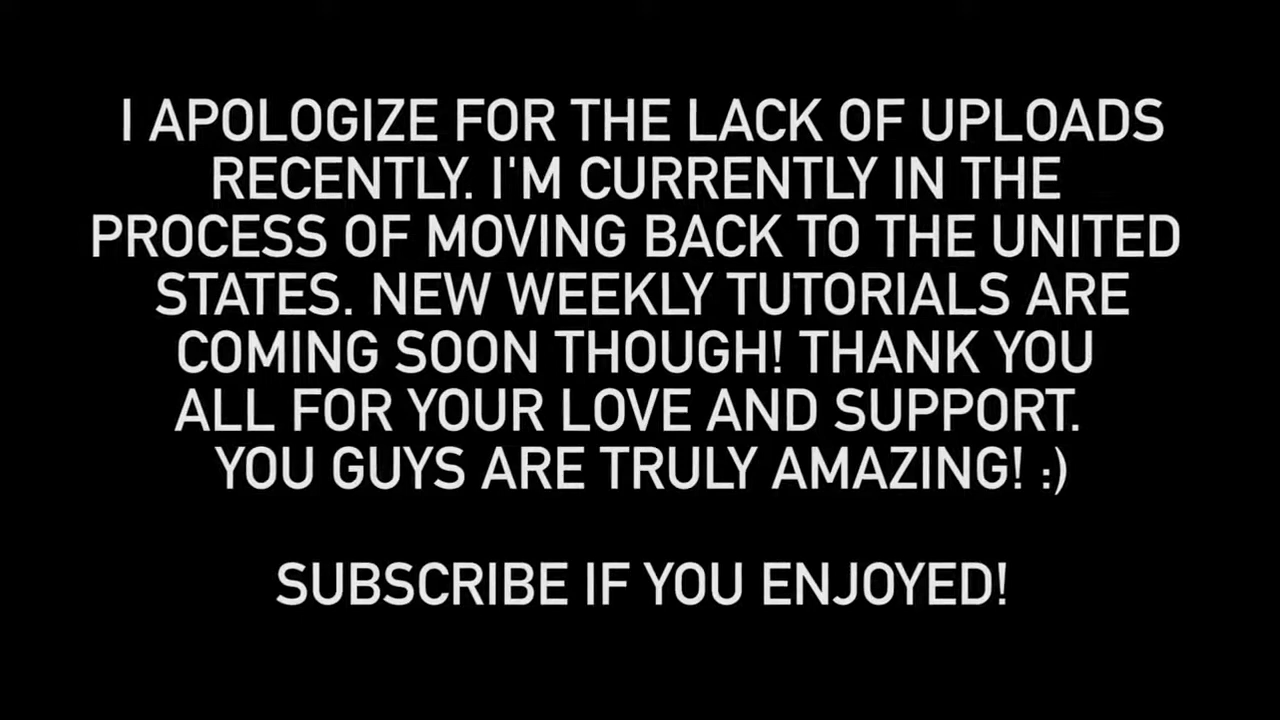 I APOLOGIZE FOR THE LACK OF UPLOADS
RECENTLY. I'M CURRENTLY IN THE
PROCESS OF MOVING BACK TO THE UNITED
STATES. NEW WEEKLY TUTORIALS ARE
COMING SOON THOUGH! THANK YOU
ALL FOR YOUR LOVE AND SUPPORT.
YOU GUYS ARE TRULY AMAZING! :)
SUBSCRIBE IF YOU ENJOYED!